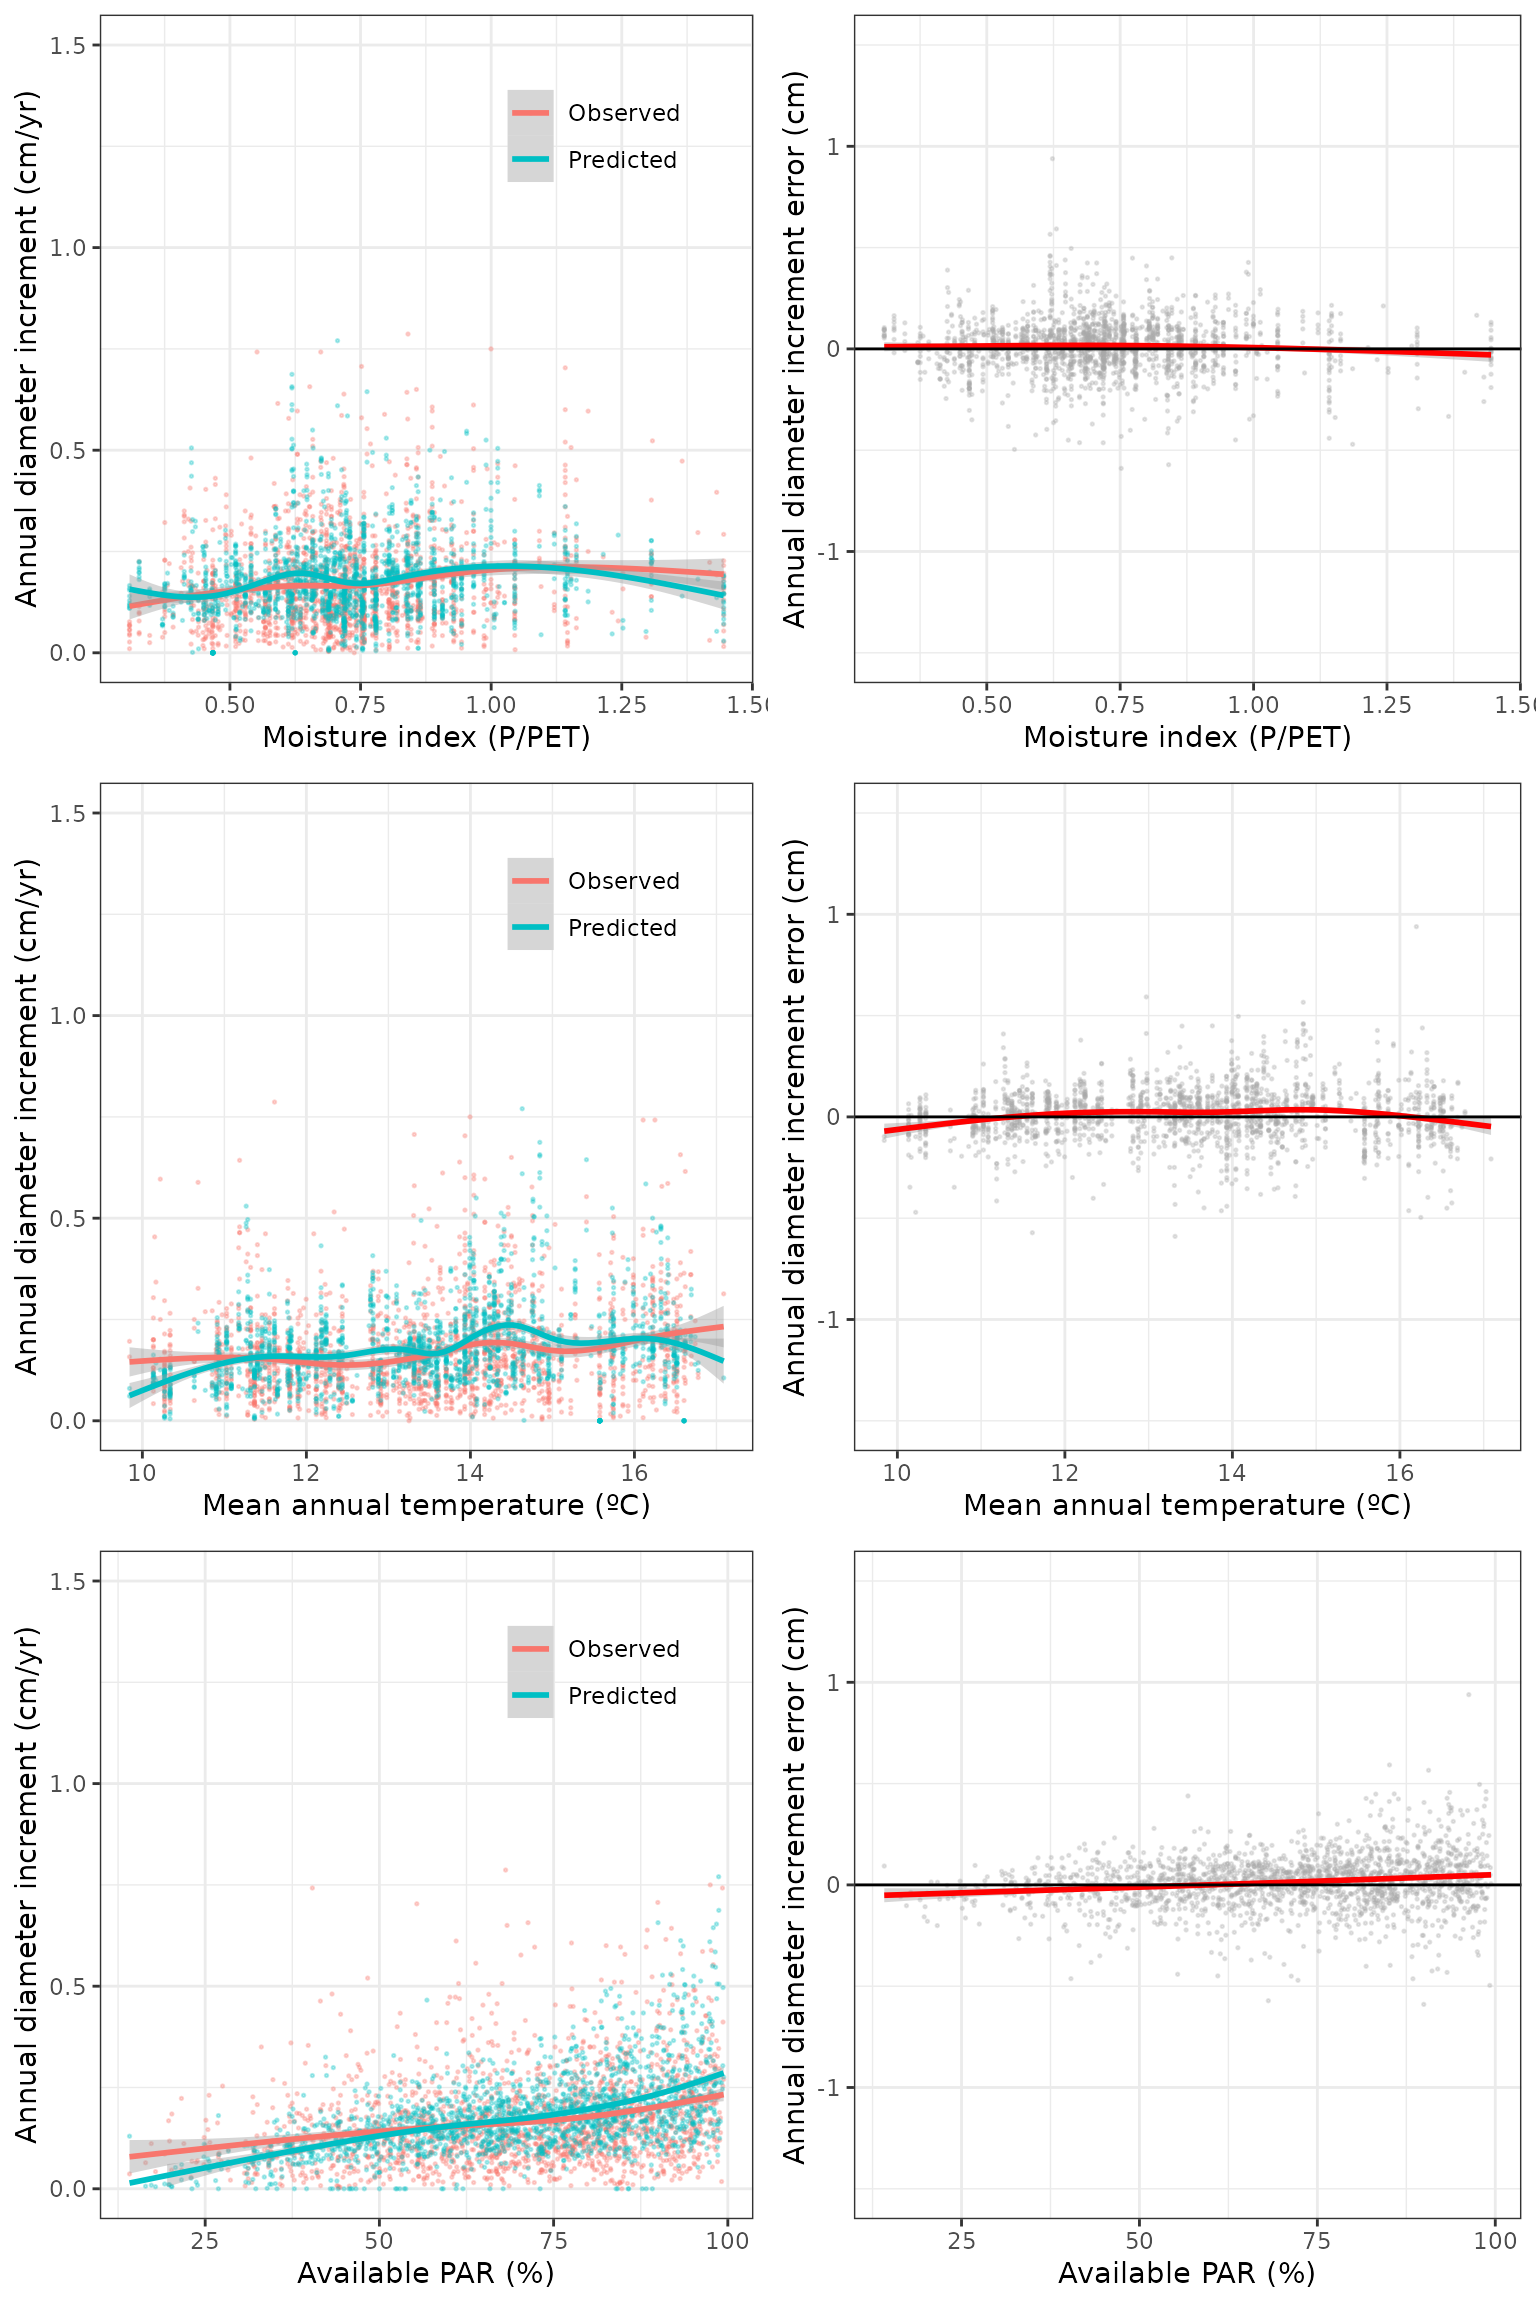 Annual diameter increment (cm/yr)
1.5
1.0
0.5
0.0
Observed
Predicted
0.50 0.75 1.00 1.25 1.50
Moisture index (P/PET)
Annual diameter increment error (cm)
1
0
-1
0.50 0.75 1.00 1.25 1.50
Moisture index (P/PET)
Annual diameter increment (cm/yr)
1.5
1.0
0.5
0.0
Observed
Predicted
10 12 14 16
Mean annual temperature (ºC)
Annual diameter increment error (cm)
1
0
-1
10 12 14 16
Mean annual temperature (ºC)
Annual diameter increment (cm/yr)
1.5
1.0
0.5
0.0
Observed
Predicted
25 50 75 100
Available PAR (%)
Annual diameter increment error (cm)
1
0
-1
25 50 75 100
Available PAR (%)